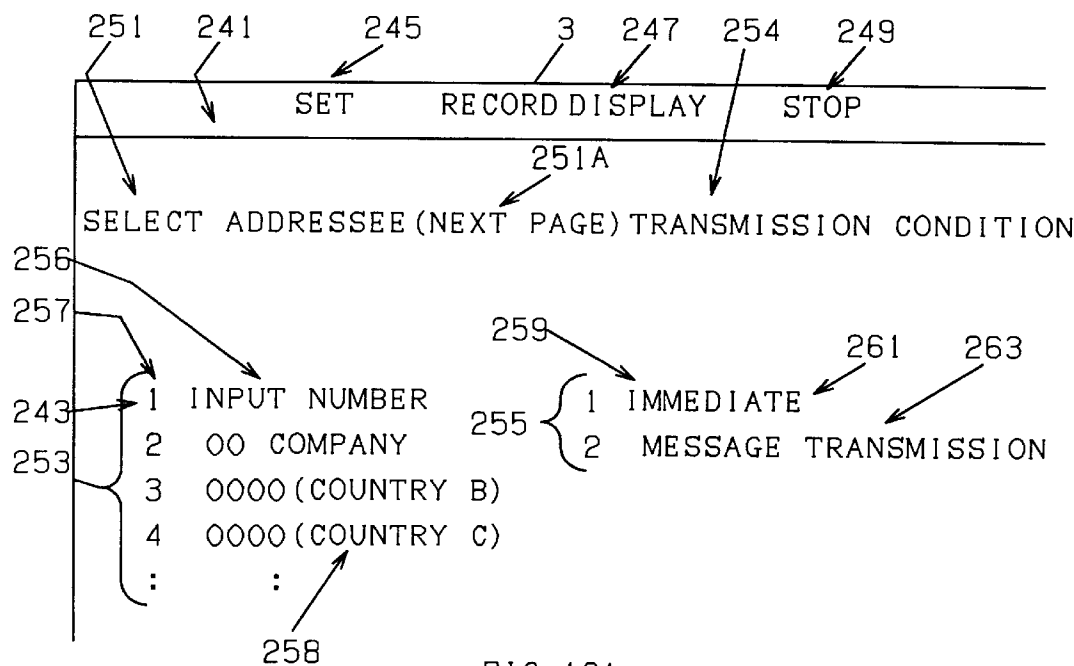 251 241 245 3 247 254 249
SET RECORD DISPLAY STOP
251A
SELECT ADDRESSEE (NEXT PAGE) TRANSMISSION CONDITION
256
257 259 261 263
243 1 INPUT NUMBER 255 1 IMMEDIATE
2 OO COMPANY 2 MESSAGE TRANSMISSION
253
3 OOOO (COUNTRY B)
4 OOOO (COUNTRY C)
: :
258